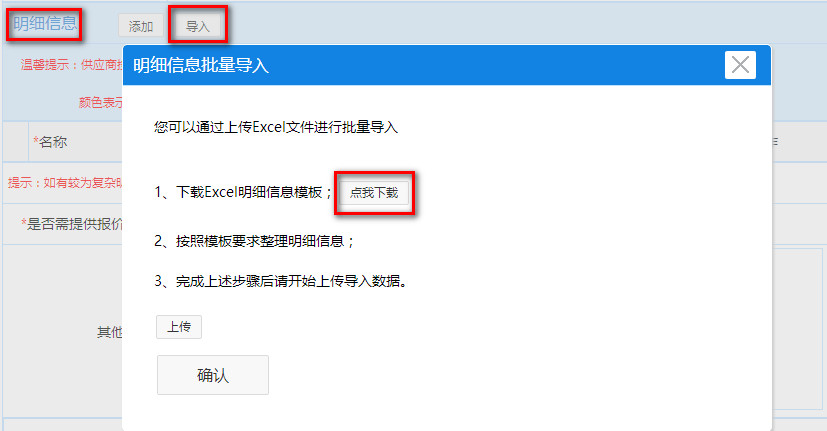 明细信息 添加 导入
温馨提示：供应商
颜色表示
明细信息批量导入
您可以通过上传Excel文件进行批量导入
*名称
1、下载Excel明细信息模板； 点我下载
提示：如有较为复杂
*是否需提供报价
2、按照模板要求整理明细信息；
3、完成上述步骤后请开始上传导入数据。
上传
其他
确认